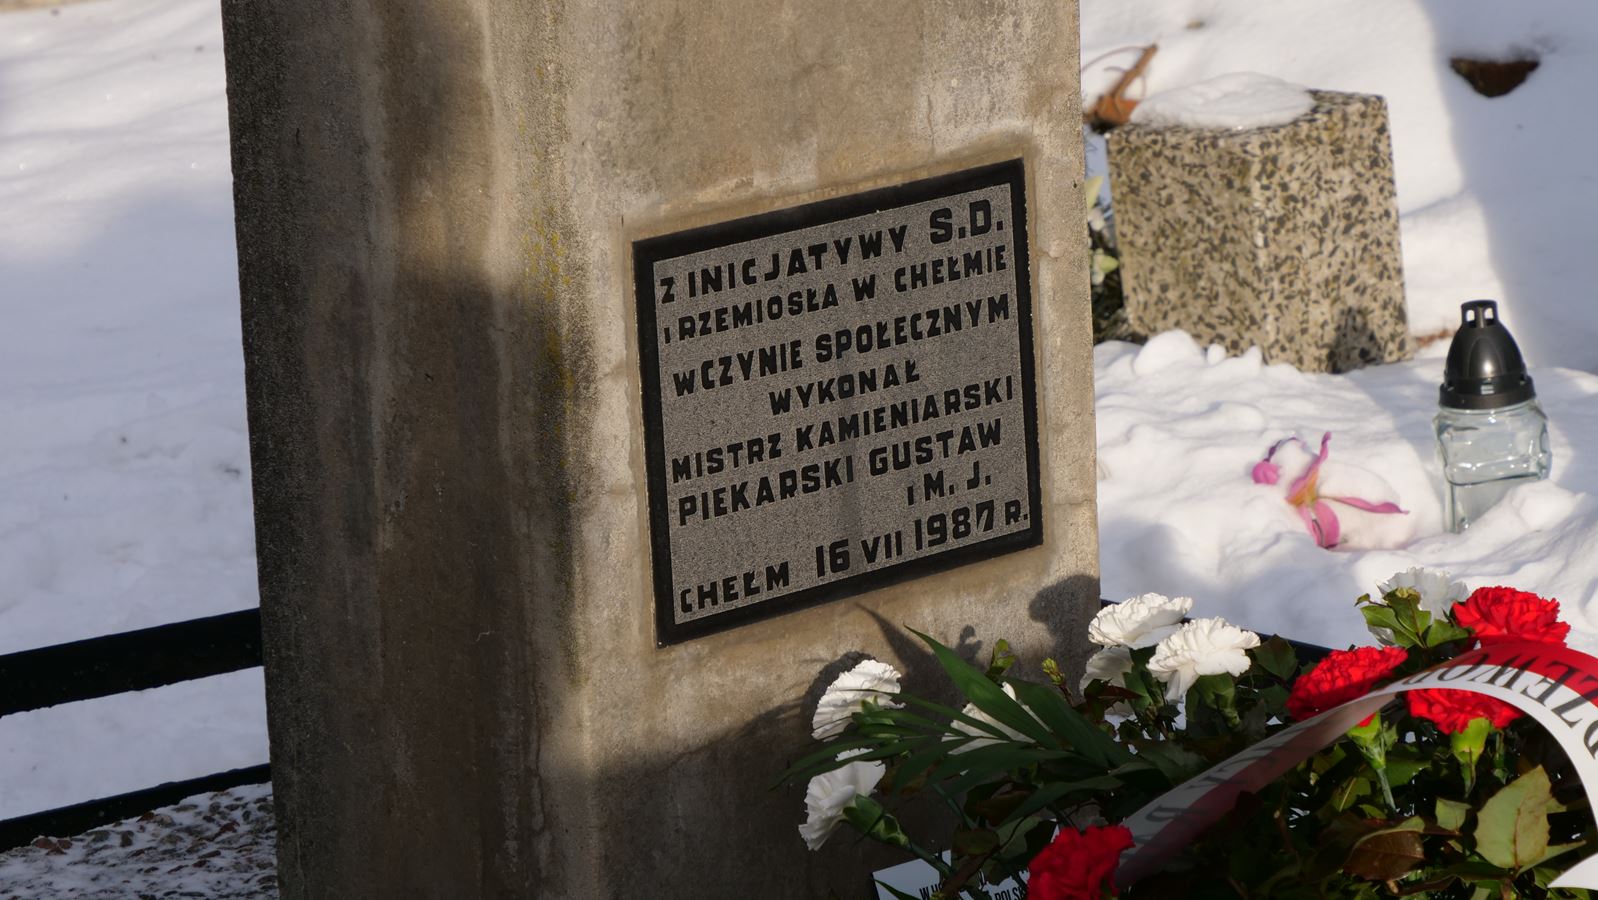 Z INICJATYWY S.D.
I RZEMIOSŁA W CHEŁMIE
W CZYNIE SPOŁECZNYM
WYKONAŁ
MISTRZ KAMIENIARSKI
PIEKARSKI GUSTAW
I M. J.
CHEŁM 16 VII 1987 R.